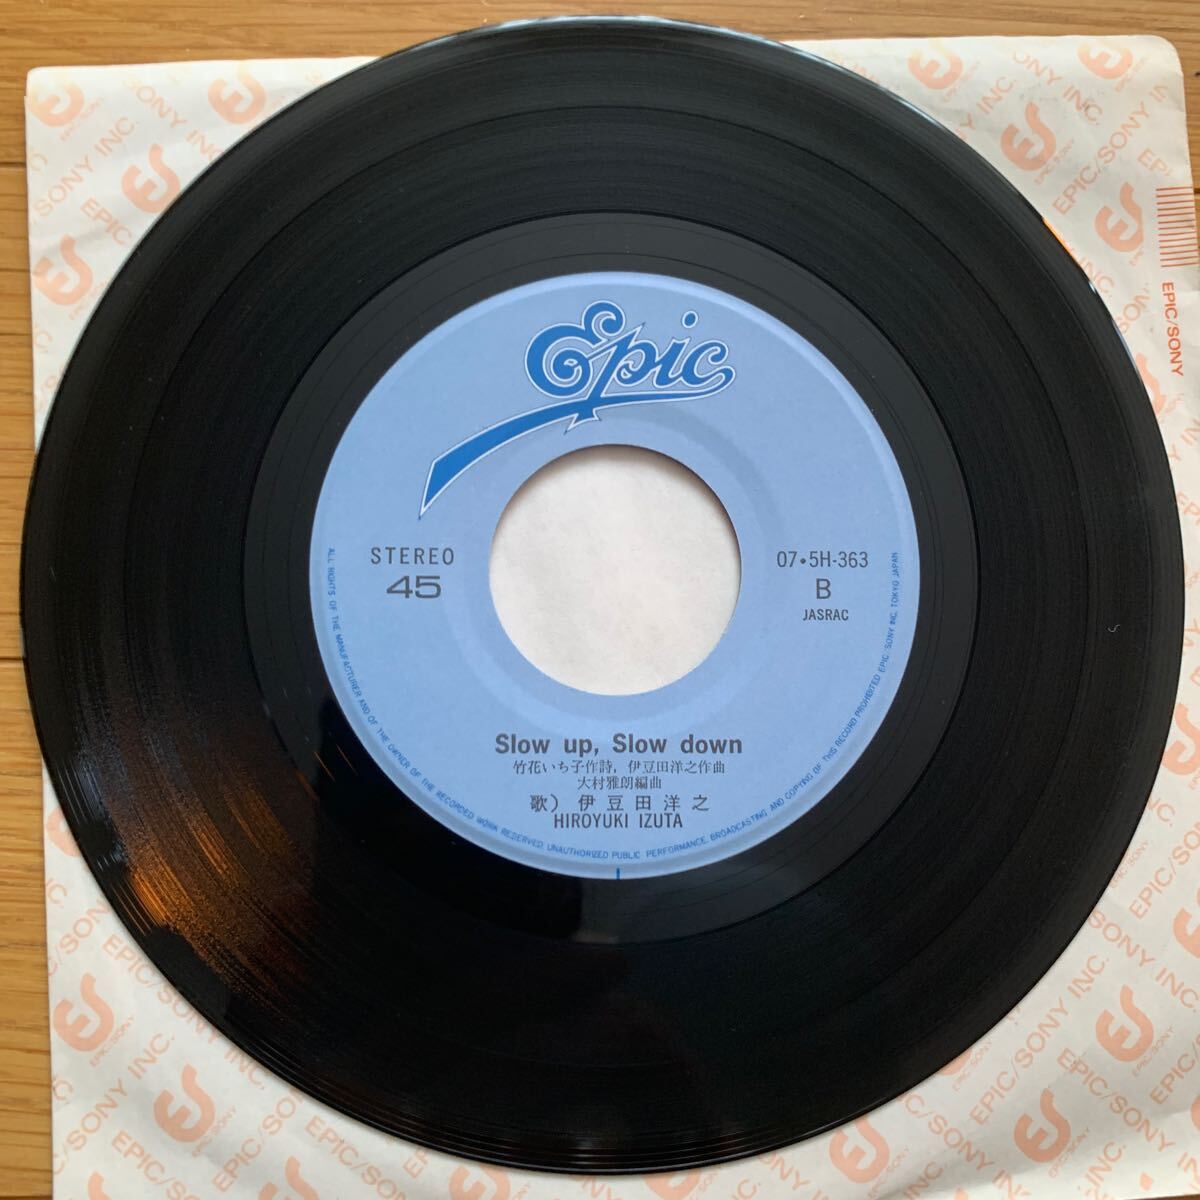 Epic
STEREO
45
07・5H-363
B
JASRAC
Slow up, Slow down
竹花いち子作詩, 伊豆田洋之作曲
大村雅朗編曲
歌) 伊豆田洋之
HIROYUKI IZUTA
ALL RIGHTS OF THE MANUFACTURER AND OF THE OWNER OF THE RECORDED WORK RESERVED. UNAUTHORIZED PUBLIC PERFORMANCE. BROADCASTING AND COPYING OF THIS RECORD PROHIBITED EPIC/SONY INC. TOKYO JAPAN
EPIC/SONY
EPIC/SONY INC.